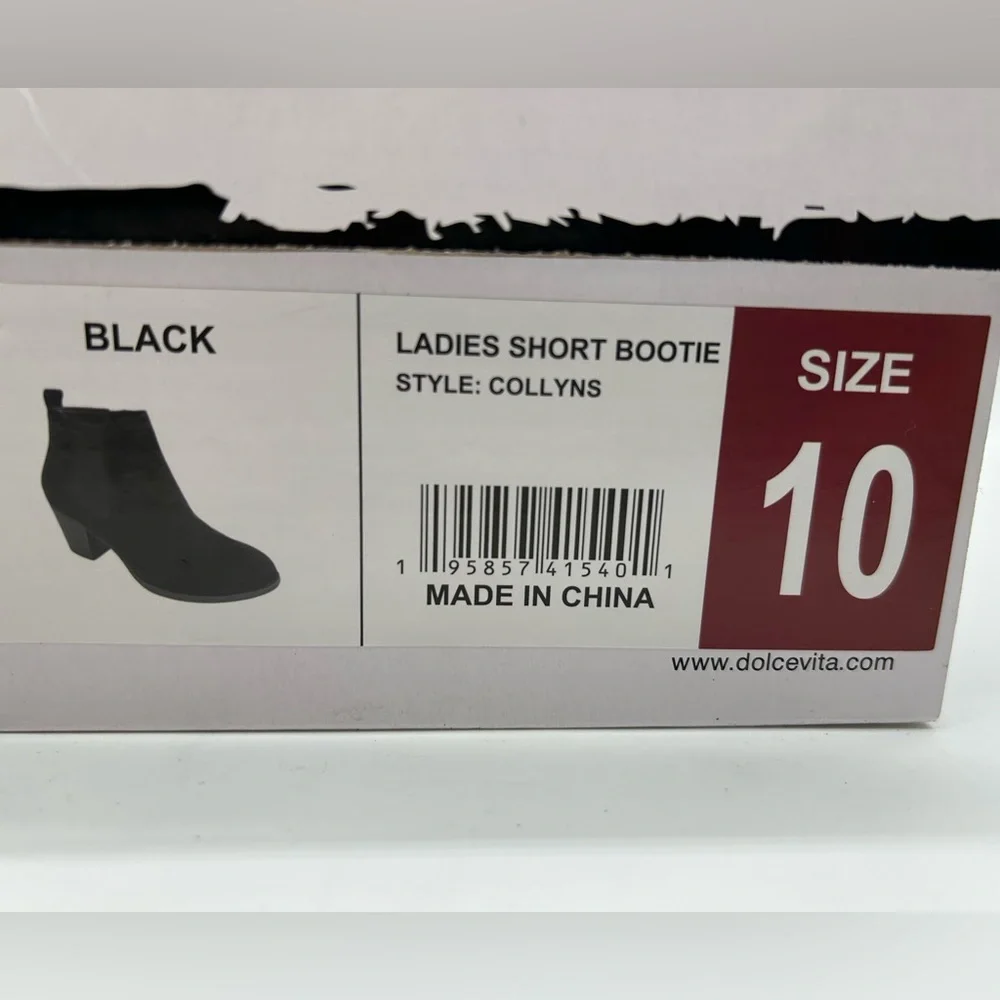 BLACK
LADIES SHORT BOOTIE
STYLE: COLLYNS
1 95857 41540 1
MADE IN CHINA
SIZE
10
www.dolcevita.com